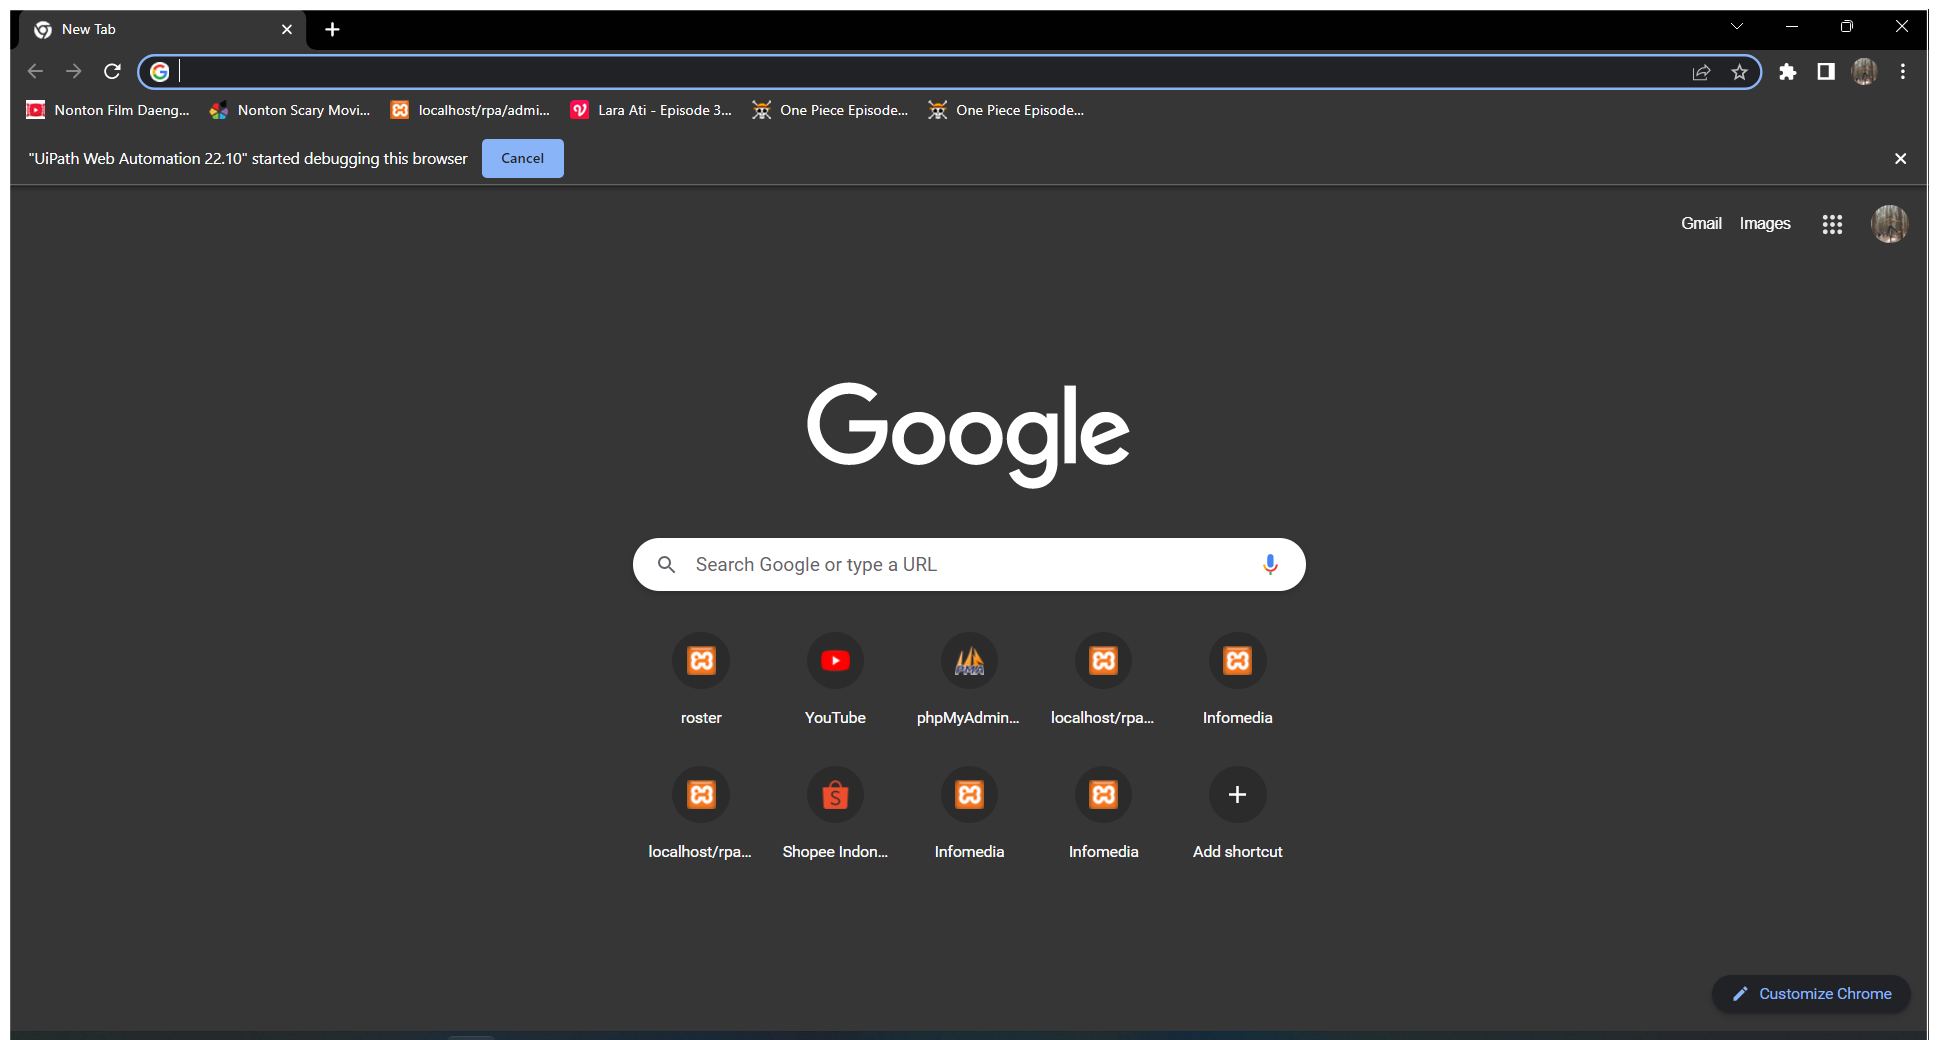 New Tab
Nonton Film Daeng...
Nonton Scary Movi...
localhost/rpa/admi...
Lara Ati - Episode 3...
One Piece Episode...
One Piece Episode...
"UiPath Web Automation 22.10" started debugging this browser
Cancel
Gmail
Images
Google
Search Google or type a URL
roster
YouTube
PMA
phpMyAdmin...
localhost/rpa...
Infomedia
localhost/rpa...
Shopee Indon...
Infomedia
Infomedia
Add shortcut
Customize Chrome